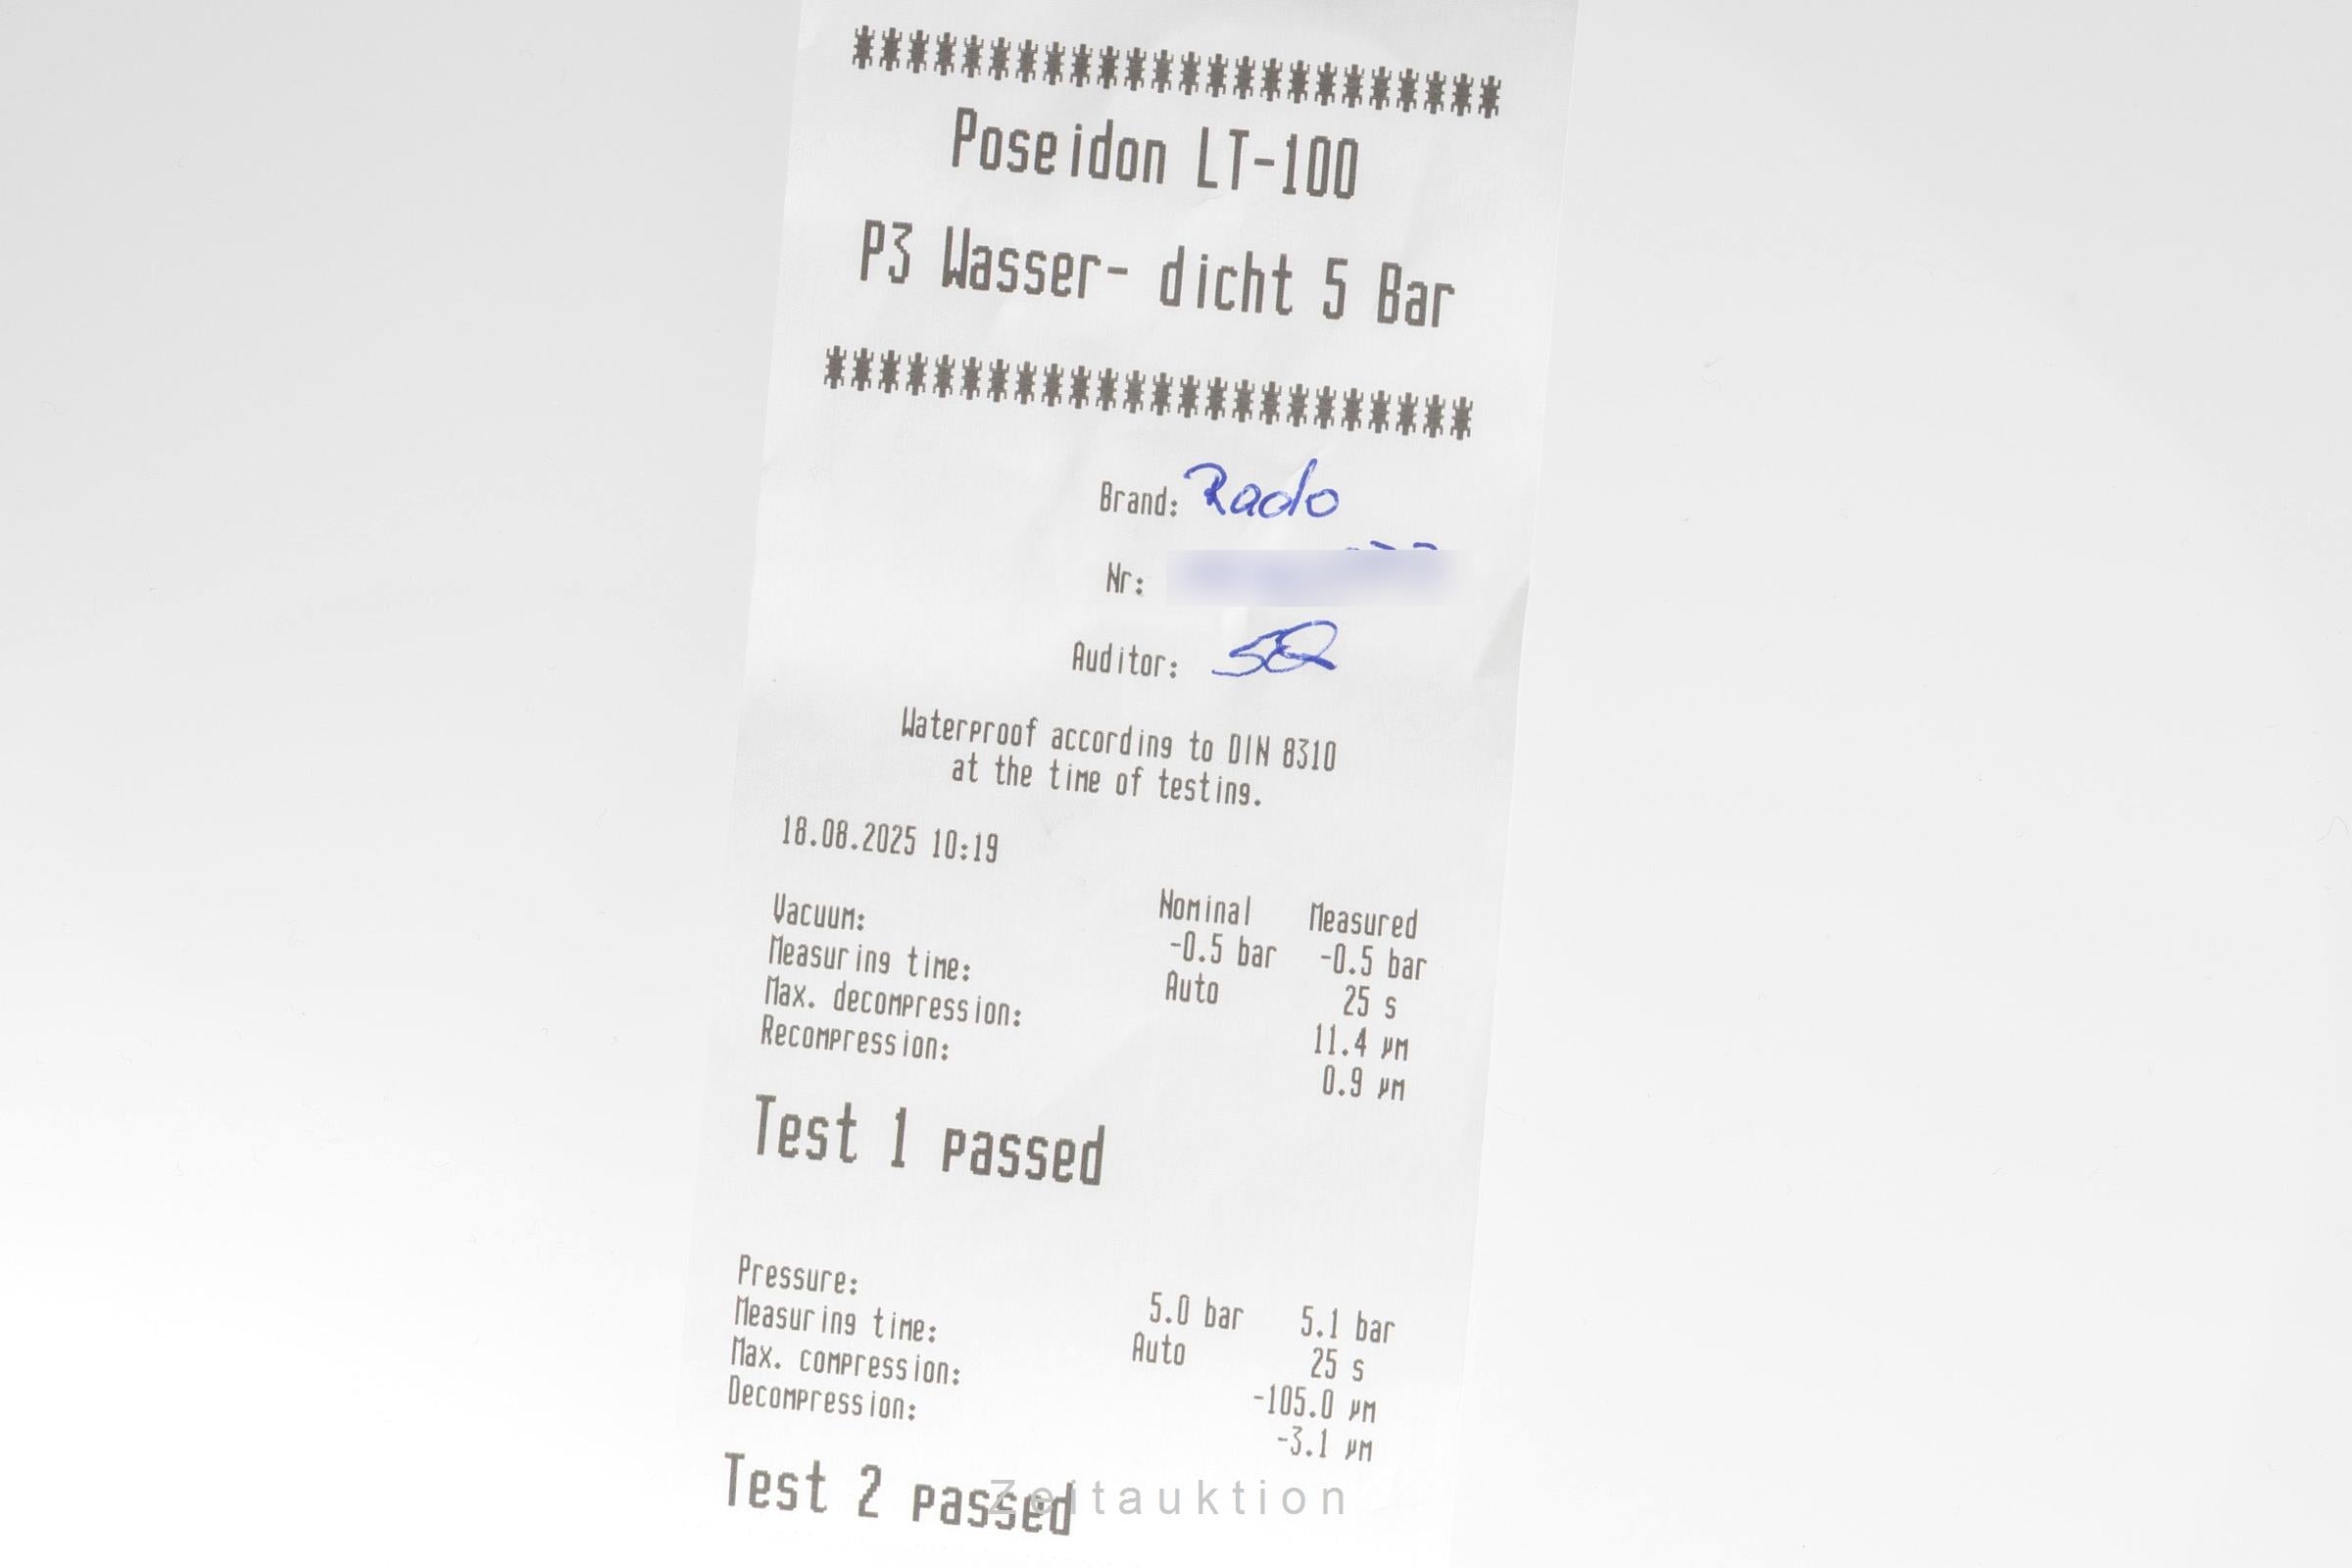 ************************
Poseidon LT-100
P3 Wasser- dicht 5 Bar
************************
Brand: Rado
Nr:
Auditor:
Waterproof according to DIN 8310
at the time of testing.
18.08.2025 10:19
Nominal Measured
Vacuum: -0.5 bar -0.5 bar
Measuring time: Auto 25 s
Max. decompression: 11.4 µm
Recompression: 0.9 µm
Test 1 passed
Pressure: 5.0 bar 5.1 bar
Measuring time: Auto 25 s
Max. compression: -105.0 µm
Decompression: -3.1 µm
Test 2 passed
Zeitauktion